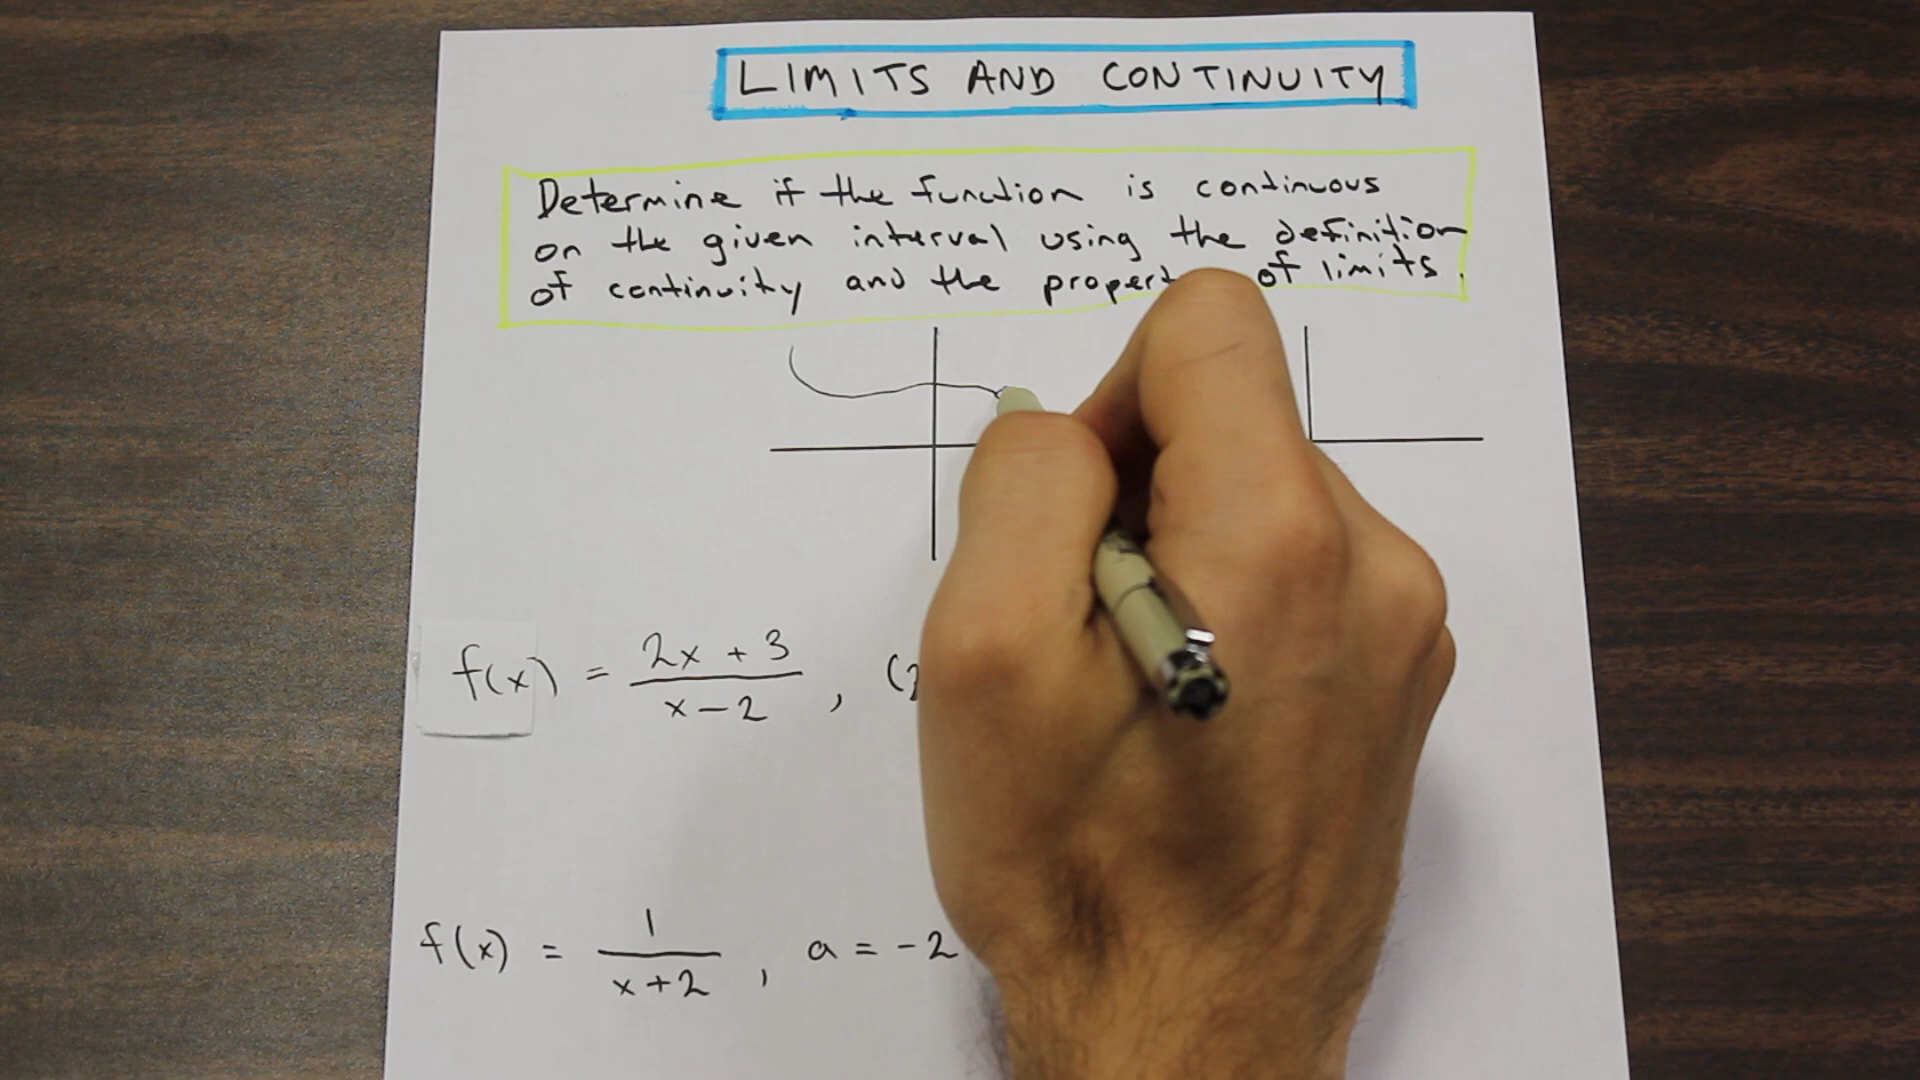 LIMITS AND CONTINUITY
Determine if the function is continuous
on the given interval using the definition
of continuity and the of limits.
f(x) = 2x + 3 / x - 2 , (2
f(x) = 1 / x + 2 , a = -2